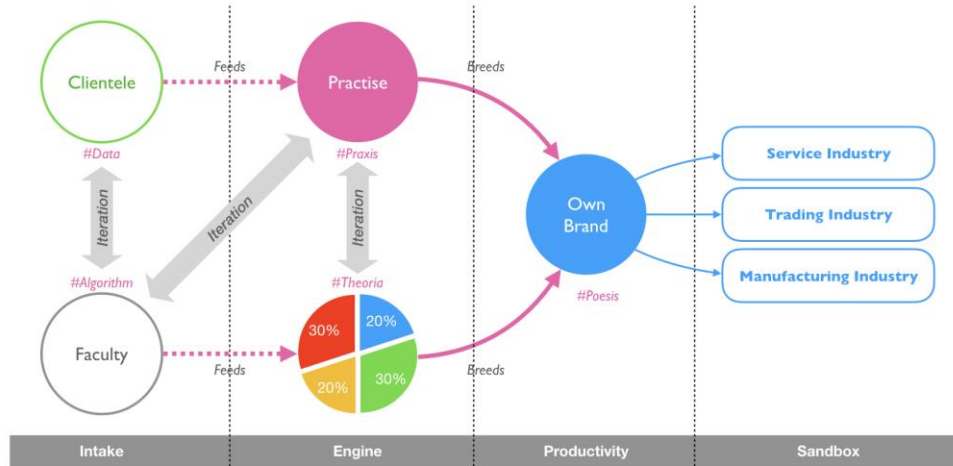 Clientele
Feeds
Practise
Breeds
#Data
#Praxis
Iteration
Iteration
Iteration
Service Industry
Own
Brand
Trading Industry
Manufacturing Industry
#Algorithm
#Theoria
#Poesis
30%
20%
Faculty
20%
30%
Feeds
Breeds
Intake
Engine
Productivity
Sandbox